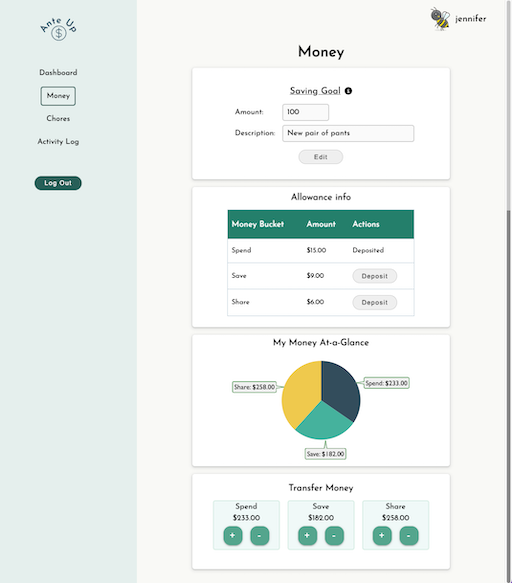 Ante Up
$
jennifer
Dashboard
Money
Chores
Activity Log
Log Out
Money
Saving Goal
Amount: 100
Description: New pair of pants
Edit
Allowance info
Money Bucket Amount Actions
Spend $15.00 Deposited
Save $9.00 Deposit
Share $6.00 Deposit
My Money At-a-Glance
Share: $258.00
Spend: $233.00
Save: $182.00
Transfer Money
Spend Save Share
$233.00 $182.00 $258.00
+ - + - + -